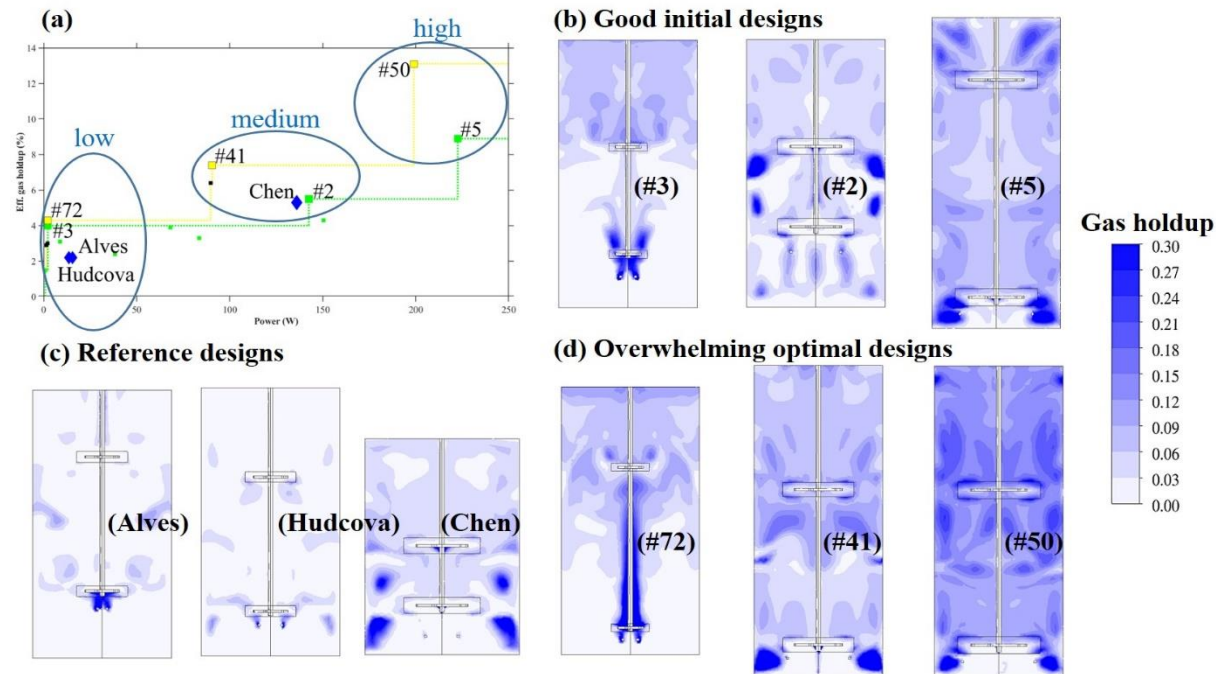 (a)
high
14
12
10
8
6
4
2
0
Eff. gas holdup (%)
#50
#5
medium
#41
Chen
#2
low
#72
#3
Alves
Hudcova
0
50
100
150
200
250
Power (W)
(b) Good initial designs
(#3)
(#2)
(#5)
Gas holdup
0.30
0.27
0.24
0.21
0.18
0.15
0.12
0.09
0.06
0.03
0.00
(c) Reference designs
(Alves)
(Hudcova)
(Chen)
(d) Overwhelming optimal designs
(#72)
(#41)
(#50)